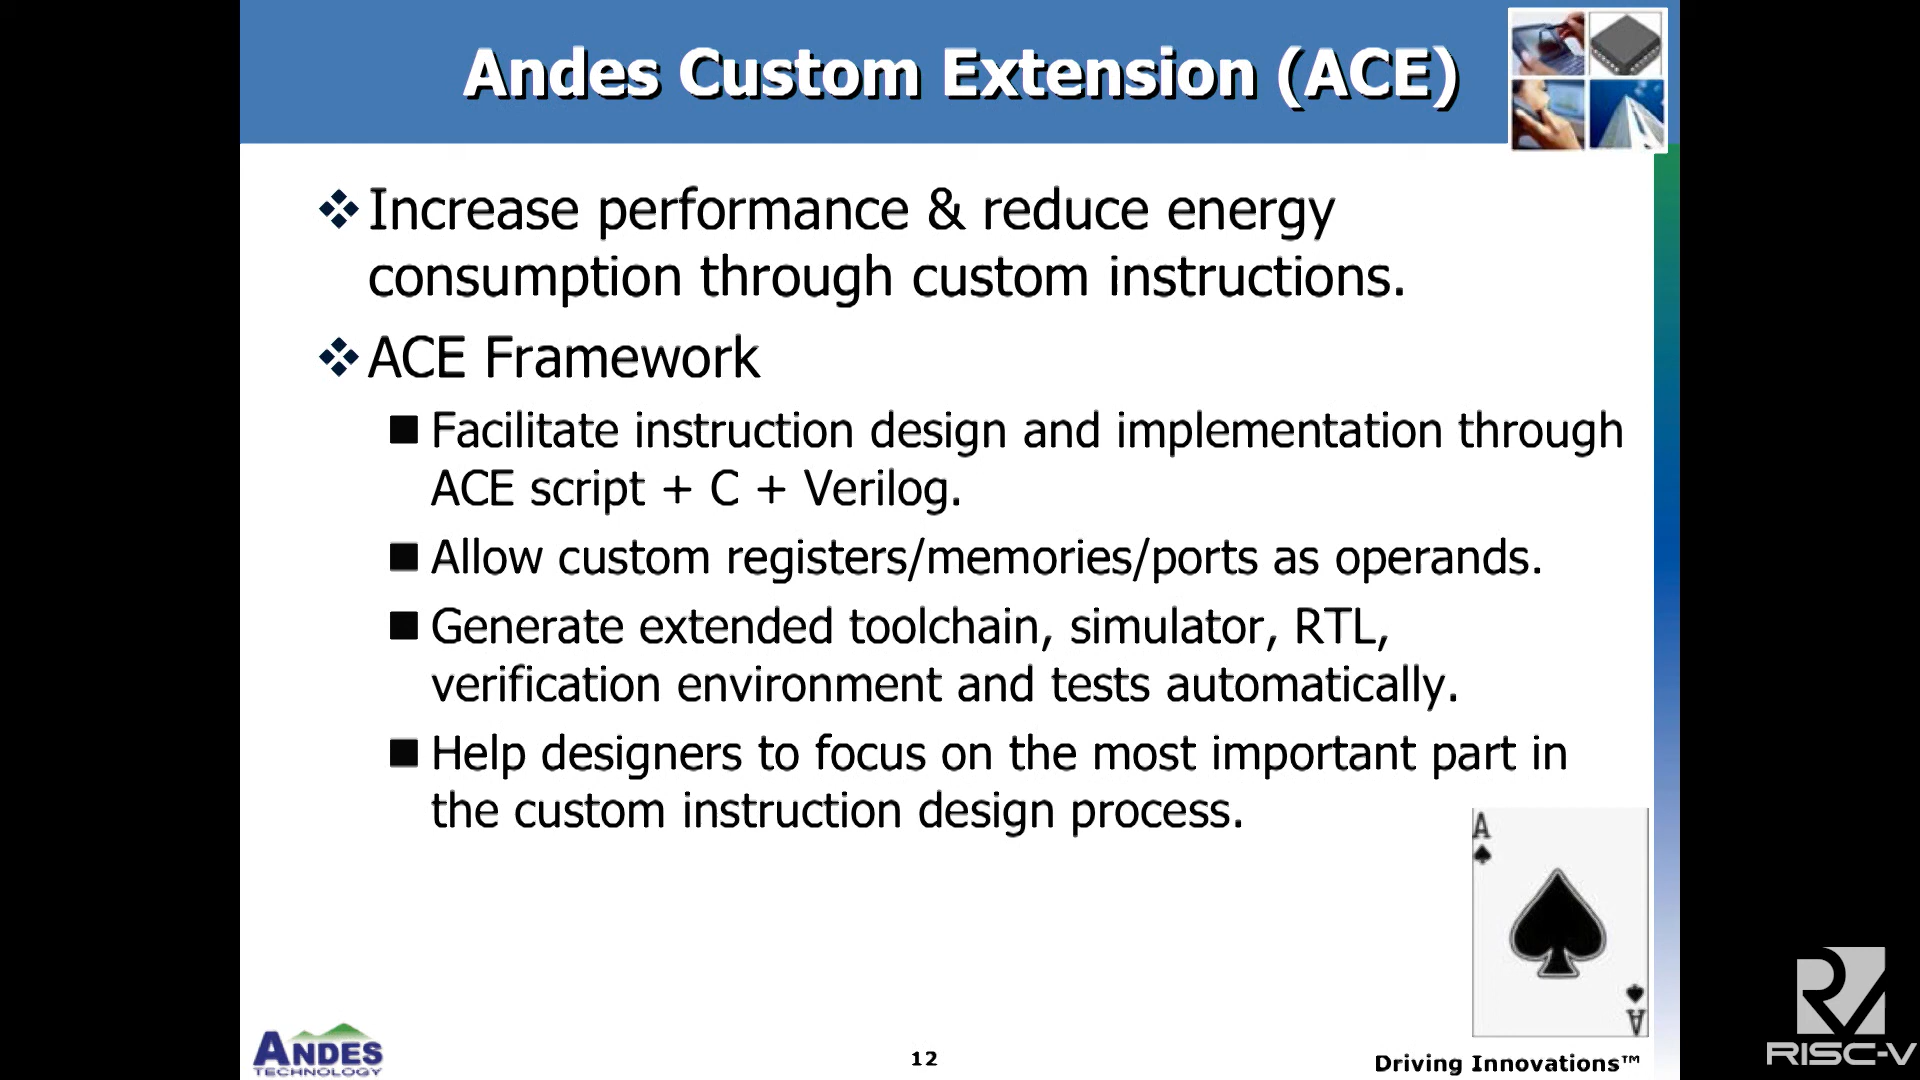 Andes Custom Extension (ACE)
Increase performance & reduce energy
consumption through custom instructions.
ACE Framework
Facilitate instruction design and implementation through
ACE script + C + Verilog.
Allow custom registers/memories/ports as operands.
Generate extended toolchain, simulator, RTL,
verification environment and tests automatically.
Help designers to focus on the most important part in
the custom instruction design process.
A
A
ANDES
TECHNOLOGY
12
Driving Innovations™
RISC-V